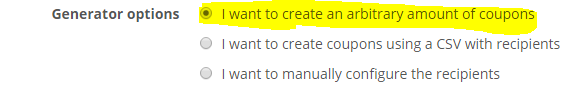 Generator options I want to create an arbitrary amount of coupons
I want to create coupons using a CSV with recipients
I want to manually configure the recipients